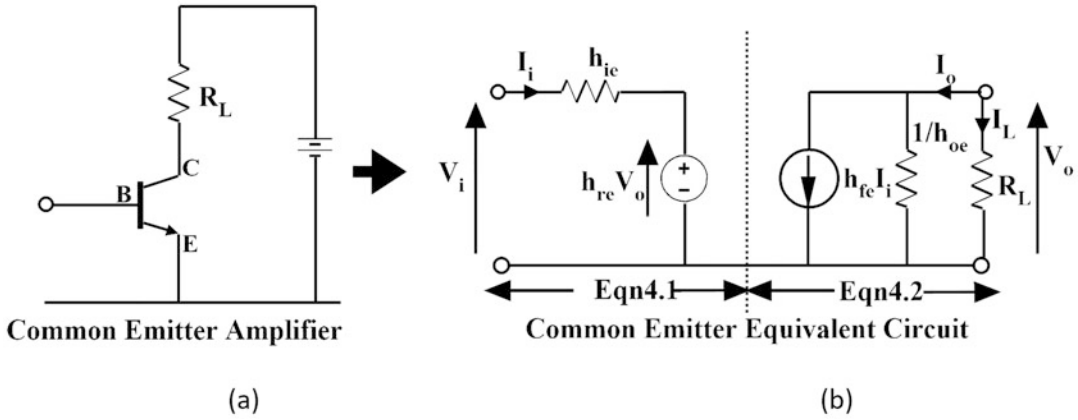 R_L
C
B
E
Common Emitter Amplifier
(a)
I_i
h_ie
V_i
h_re V_o
h_fe I_i
1/h_oe
I_o
I_L
R_L
V_o
Eqn4.1
Eqn4.2
Common Emitter Equivalent Circuit
(b)